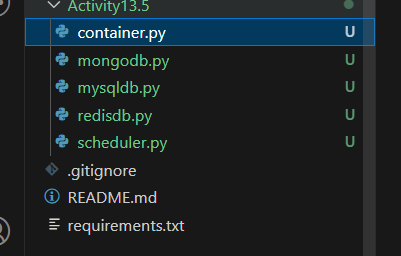 Activity13.5
container.py U
mongodb.py U
mysqldb.py U
redisdb.py U
scheduler.py U
.gitignore
README.md
requirements.txt